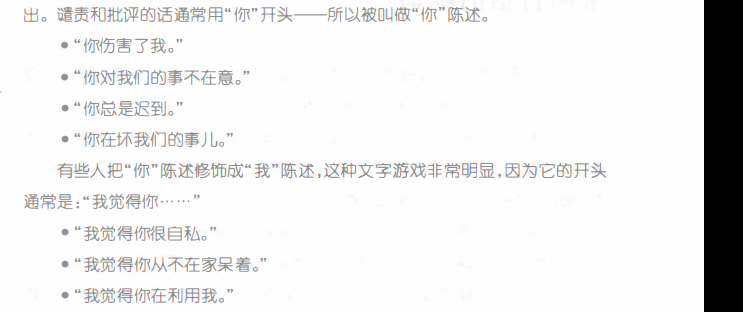 出。谴责和批评的话通常用“你”开头——所以被叫做“你”陈述。
●“你伤害了我。”
●“你对我们的事不在意。”
●“你总是迟到。”
●“你在坏我们的事儿。”
有些人把“你”陈述修饰成“我”陈述,这种文字游戏非常明显,因为它的开头
通常是:“我觉得你……”
●“我觉得你很自私。”
●“我觉得你从不在家呆着。”
●“我觉得你在利用我。”